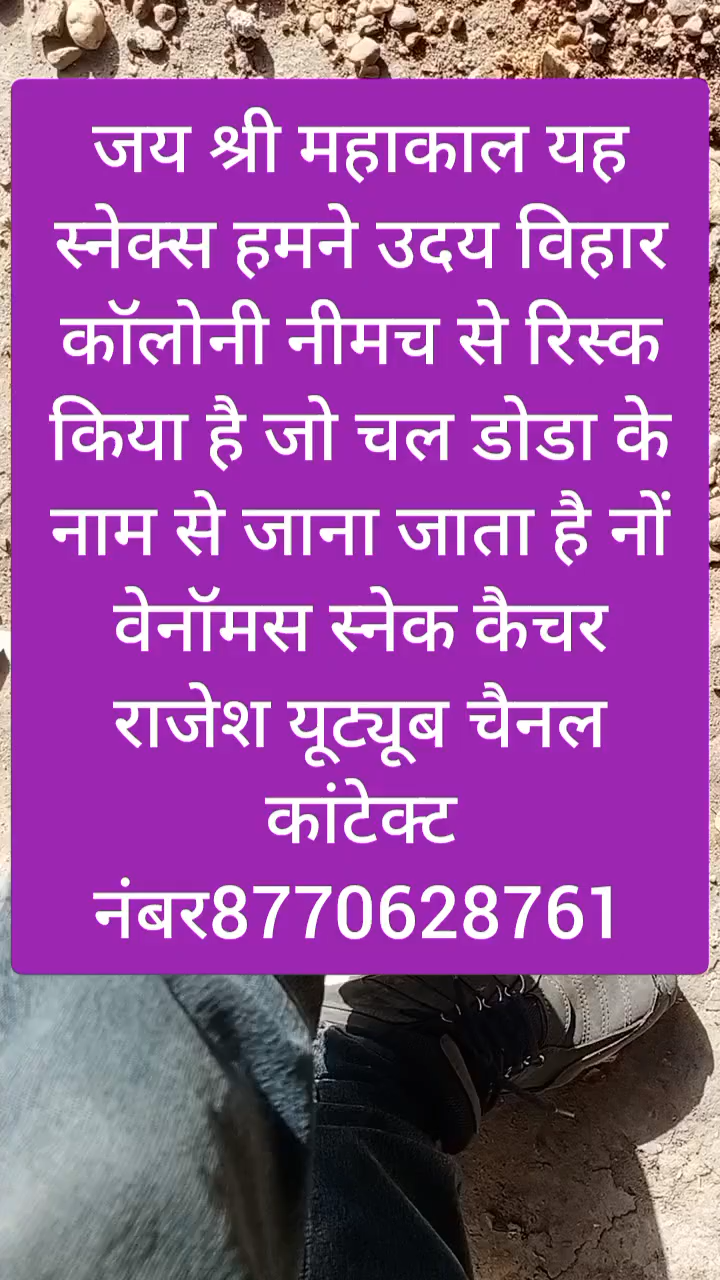 जय श्री महाकाल यह
स्नेक्स हमने उदय विहार
कॉलोनी नीमच से रिस्क
किया है जो चल डोडा के
नाम से जाना जाता है नों
वेनॉमस स्नेक कैचर
राजेश यूट्यूब चैनल
कांटेक्ट
नंबर8770628761